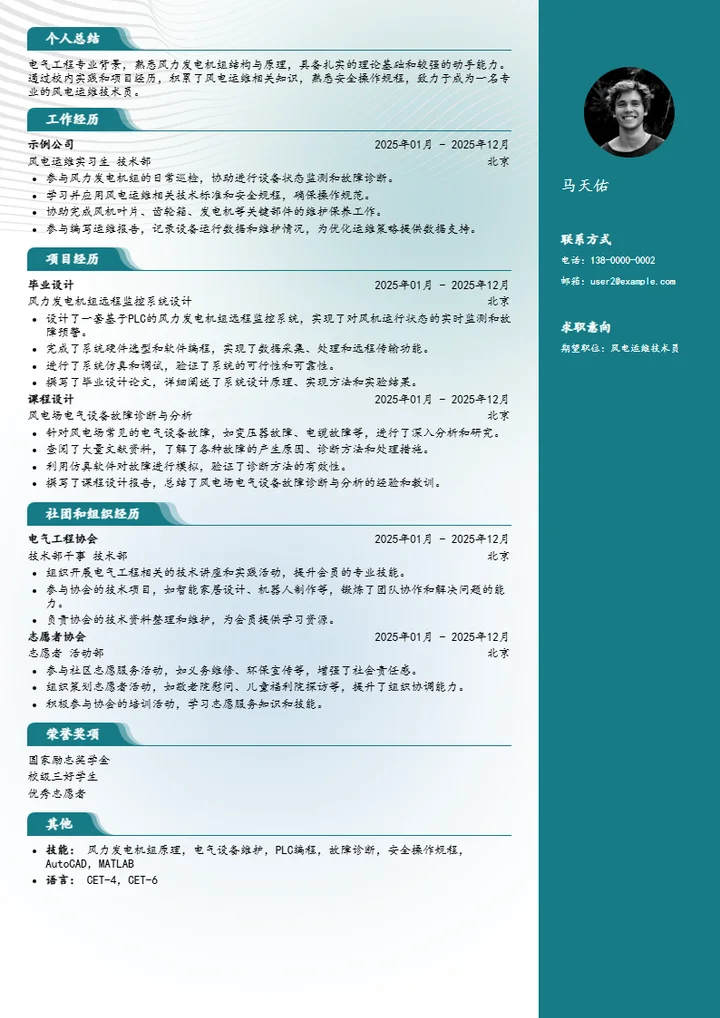 个人总结
电气工程专业背景，熟悉风力发电机组结构与原理，具备扎实的理论基础和较强的动手能力。
通过校内实践和项目经历，积累了风电运维相关知识，熟悉安全操作规程，致力于成为一名专
业的风电运维技术员。
工作经历
示例公司 2025年01月 - 2025年12月
风电运维实习生 技术部 北京
• 参与风力发电机组的日常巡检，协助进行设备状态监测和故障诊断。
• 学习并应用风电运维相关技术标准和安全规程，确保操作规范。
• 协助完成风机叶片、齿轮箱、发电机等关键部件的维护保养工作。
• 参与编写运维报告，记录设备运行数据和维护情况，为优化运维策略提供数据支持。
项目经历
毕业设计 2025年01月 - 2025年12月
风力发电机组远程监控系统设计 北京
• 设计了一套基于PLC的风力发电机组远程监控系统，实现了对风机运行状态的实时监测和故
障预警。
• 完成了系统硬件选型和软件编程，实现了数据采集、处理和远程传输功能。
• 进行了系统仿真和调试，验证了系统的可行性和可靠性。
• 撰写了毕业设计论文，详细阐述了系统设计原理、实现方法和实验结果。
课程设计 2025年01月 - 2025年12月
风电场电气设备故障诊断与分析 北京
• 针对风电场常见的电气设备故障，如变压器故障、电缆故障等，进行了深入分析和研究。
• 查阅了大量文献资料，了解了各种故障的产生原因、诊断方法和处理措施。
• 利用仿真软件对故障进行模拟，验证了诊断方法的有效性。
• 撰写了课程设计报告，总结了风电场电气设备故障诊断与分析的经验和教训。
社团和组织经历
电气工程协会 2025年01月 - 2025年12月
技术部干事 技术部 北京
• 组织开展电气工程相关的技术讲座和实践活动，提升会员的专业技能。
• 参与协会的技术项目，如智能家居设计、机器人制作等，锻炼了团队协作和解决问题的能
力。
• 负责协会的技术资料整理和维护，为会员提供学习资源。
志愿者协会 2025年01月 - 2025年12月
志愿者 活动部 北京
• 参与社区志愿服务活动，如义务维修、环保宣传等，增强了社会责任感。
• 组织策划志愿者活动，如敬老院慰问、儿童福利院探访等，提升了组织协调能力。
• 积极参与协会的培训活动，学习志愿服务知识和技能。
荣誉奖项
国家励志奖学金
校级三好学生
优秀志愿者
其他
• 技能： 风力发电机组原理，电气设备维护，PLC编程，故障诊断，安全操作规程，
AutoCAD，MATLAB
• 语言： CET-4，CET-6
马天佑
联系方式
电话：138-0000-0002
邮箱：user2@example.com
求职意向
期望职位：风电运维技术员